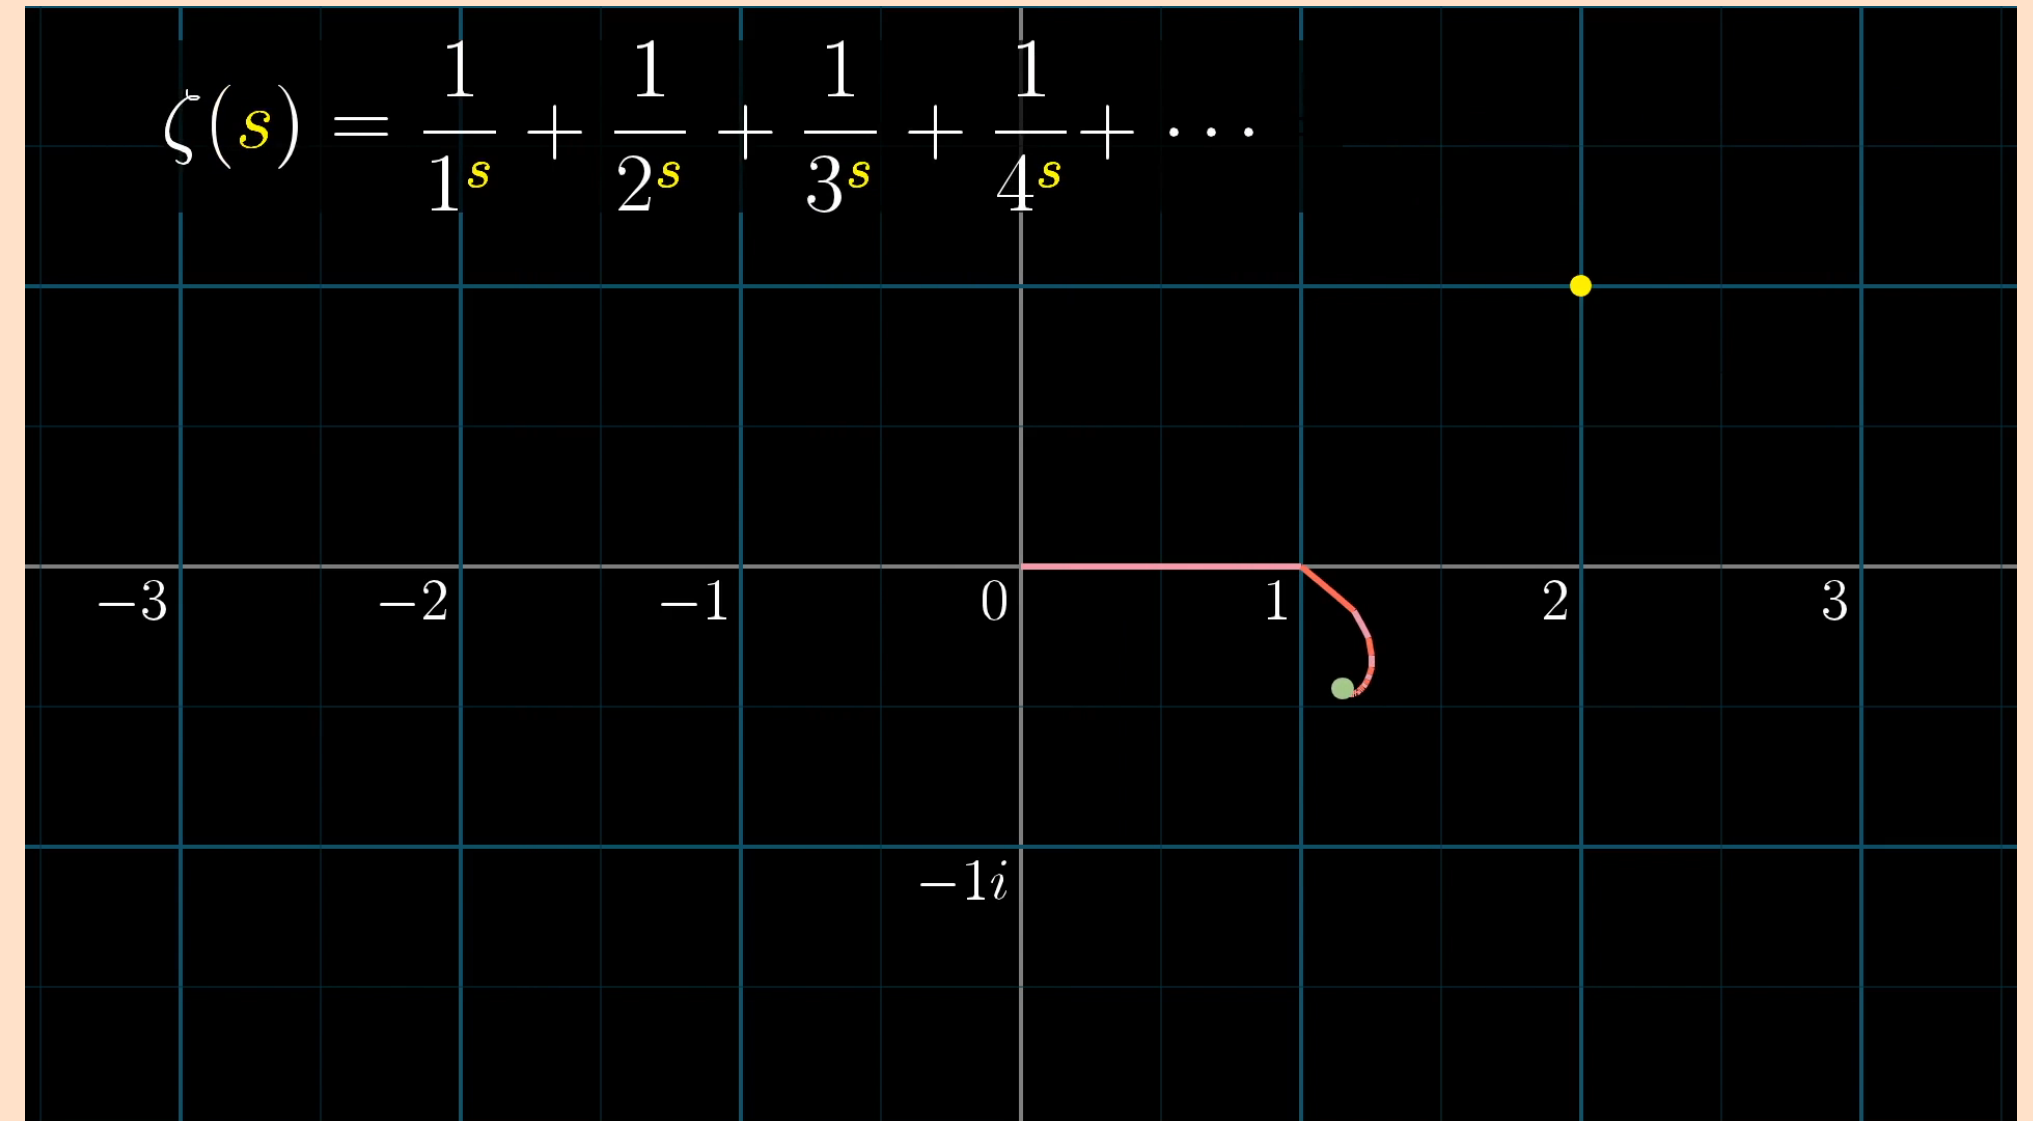 ζ(s) = 1/1^s + 1/2^s + 1/3^s + 1/4^s + ···
−3 −2 −1 0 1 2 3
−1i